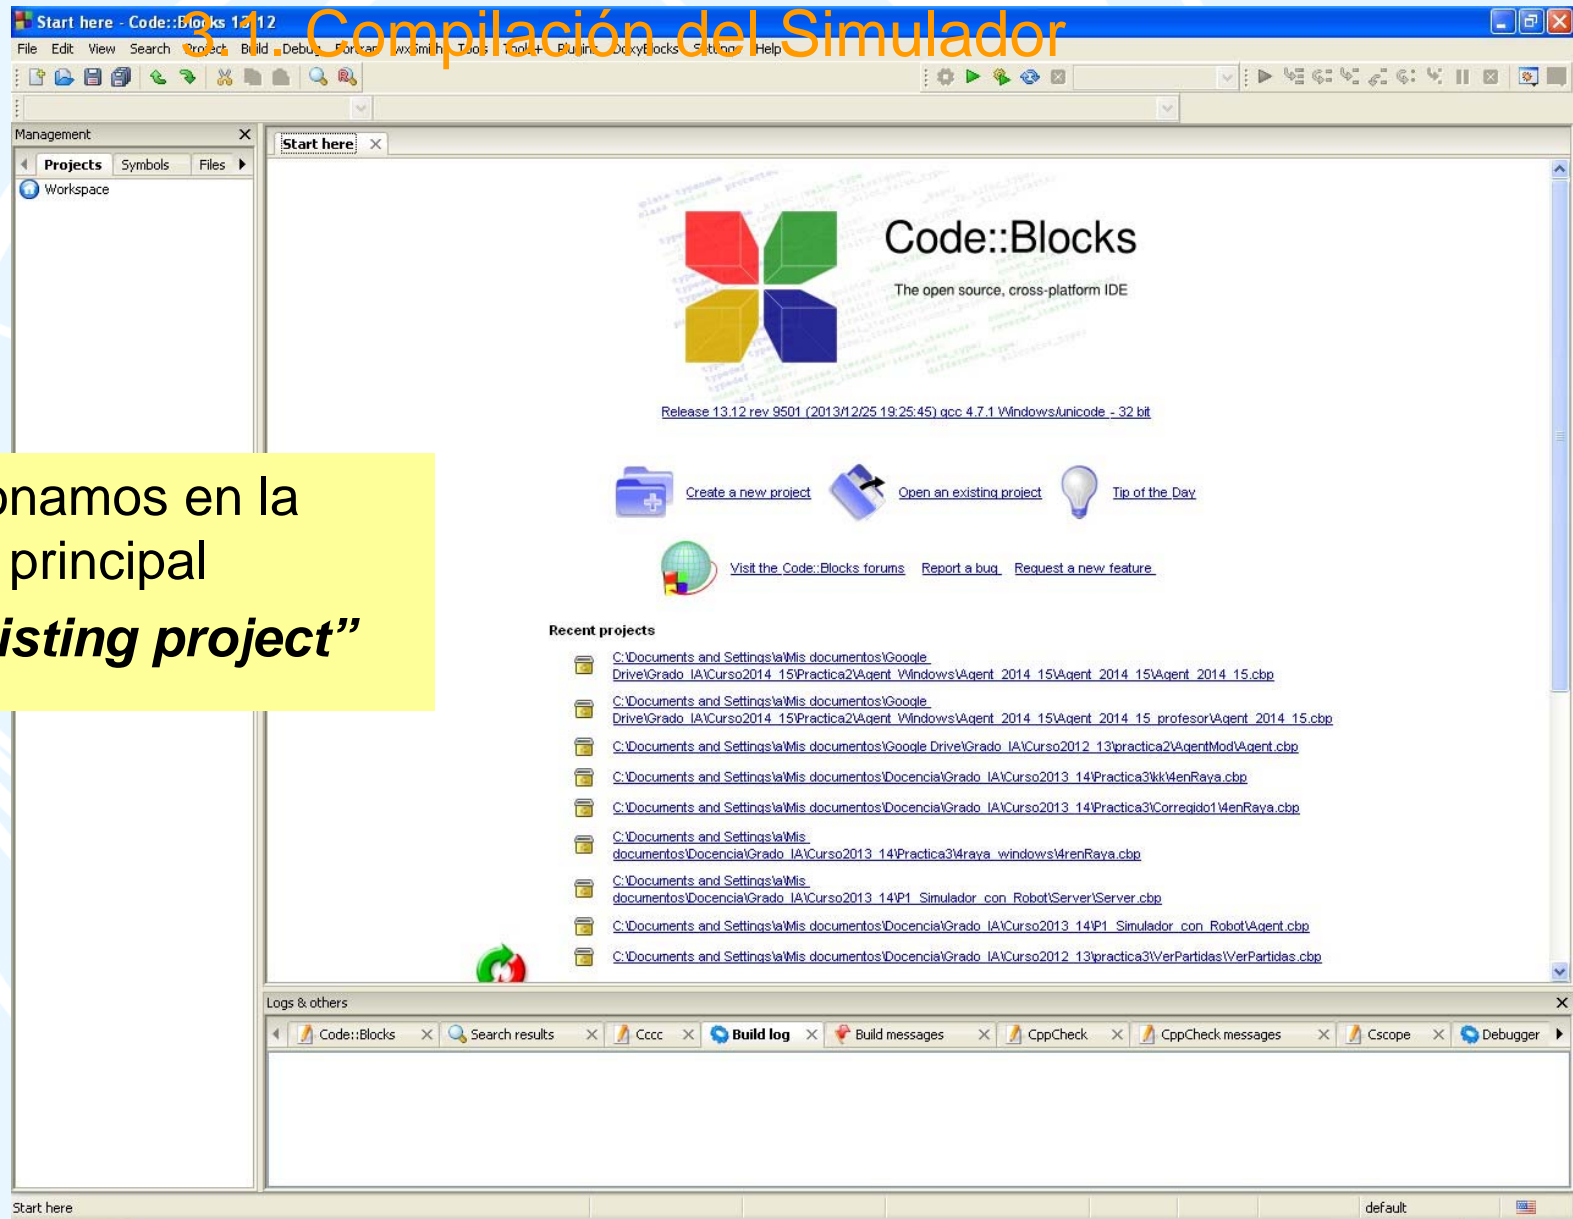 Start here - Code::Blocks 13.12
3.1. Compilación del Simulador
File Edit View Search Project Build Debug Fortran wxSmith Tools Tools+ Plugins DoxyBlocks Settings Help
Management
Projects Symbols Files
Workspace
Start here
Code::Blocks
The open source, cross-platform IDE
Release 13.12 rev 9501 (2013/12/25 19:25:45) gcc 4.7.1 Windows/unicode - 32 bit
onamos en la
principal
isting project”
Create a new project Open an existing project Tip of the Day
Visit the Code::Blocks forums Report a bug Request a new feature
Recent projects
C:\Documents and Settings\a\Mis documentos\Google
Drive\Grado_IA\Curso2014_15\Practica2\Agent_Windows\Agent_2014_15\Agent_2014_15\Agent_2014_15.cbp
C:\Documents and Settings\a\Mis documentos\Google
Drive\Grado_IA\Curso2014_15\Practica2\Agent_Windows\Agent_2014_15\Agent_2014_15_profesor\Agent_2014_15.cbp
C:\Documents and Settings\a\Mis documentos\Google Drive\Grado_IA\Curso2012_13\practica2\AgentMod\Agent.cbp
C:\Documents and Settings\a\Mis documentos\Docencia\Grado_IA\Curso2013_14\Practica3\kk\4enRaya.cbp
C:\Documents and Settings\a\Mis documentos\Docencia\Grado_IA\Curso2013_14\Practica3\Corregido1\4enRaya.cbp
C:\Documents and Settings\a\Mis
documentos\Docencia\Grado_IA\Curso2013_14\Practica3\4raya_windows\4renRaya.cbp
C:\Documents and Settings\a\Mis
documentos\Docencia\Grado_IA\Curso2013_14\P1_Simulador_con_Robot\Server\Server.cbp
C:\Documents and Settings\a\Mis documentos\Docencia\Grado_IA\Curso2013_14\P1_Simulador_con_Robot\Agent.cbp
C:\Documents and Settings\a\Mis documentos\Docencia\Grado_IA\Curso2012_13\practica3\VerPartidas\VerPartidas.cbp
Logs & others
Code::Blocks Search results Cccc Build log Build messages CppCheck CppCheck messages Cscope Debugger
Start here default